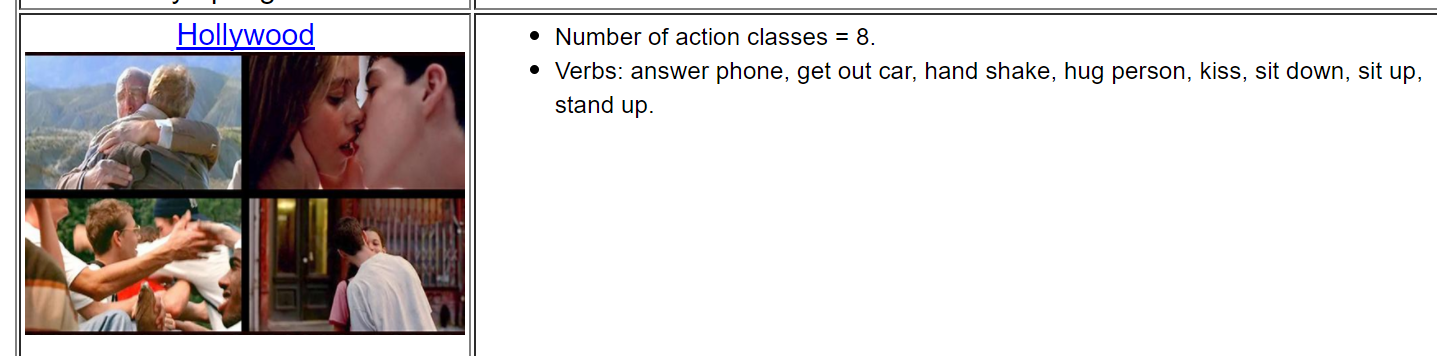 Hollywood
Number of action classes = 8.
Verbs: answer phone, get out car, hand shake, hug person, kiss, sit down, sit up,
stand up.